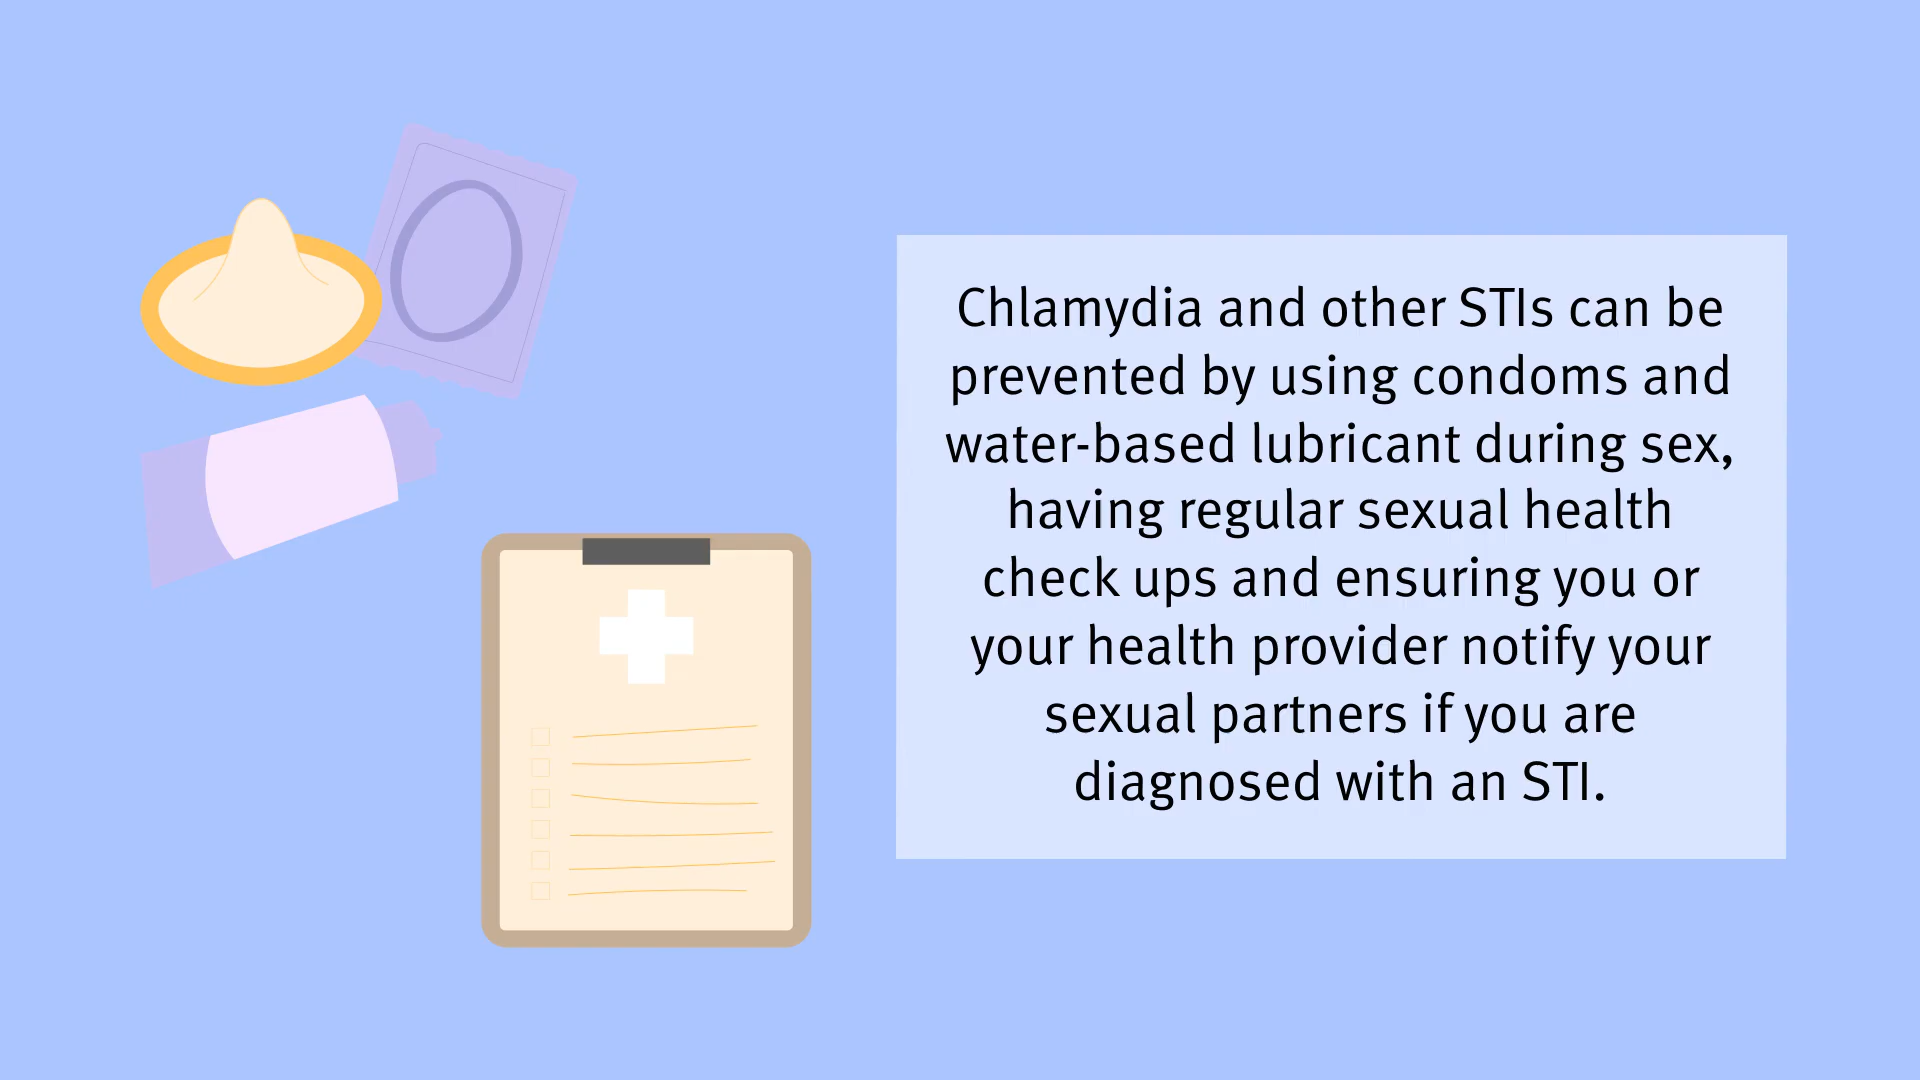 Chlamydia and other STIs can be
prevented by using condoms and
water-based lubricant during sex,
having regular sexual health
check ups and ensuring you or
your health provider notify your
sexual partners if you are
diagnosed with an STI.